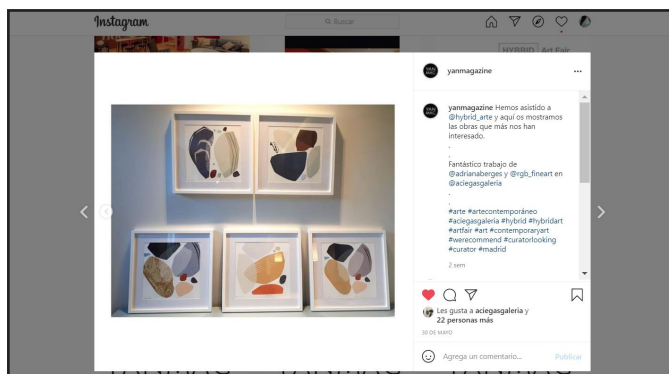 Instagram
Buscar
HYBRID Art Fair
yanmagazine
yanmagazine Hemos asistido a
@hybrid_arte y aquí os mostramos
las obras que más nos han
interesado.
.
.
Fantástico trabajo de
@adrianaberges y @rgb_fineart en
@aciegasgaleria
.
.
#arte #artecontemporáneo
#aciegasgaleria #hybrid #hybridart
#artfair #art #contemporaryart
#werecommend #curatorlooking
#curator #madrid
2 sem
Les gusta a aciegasgaleria y
22 personas más
30 DE MAYO
Agrega un comentario...
Publicar